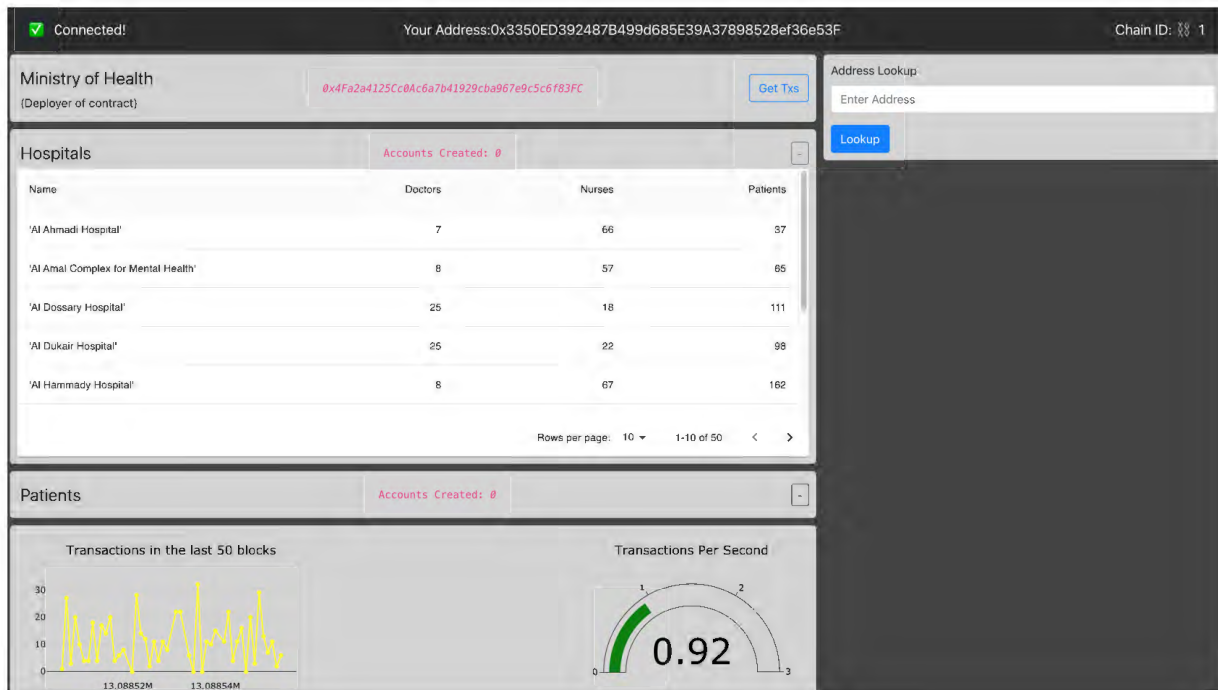 ✅ Connected!
Your Address:0x3350ED392487B499d685E39A37898528ef36e53F
Chain ID: ⛓ 1
Ministry of Health
(Deployer of contract)
0x4Fa2a4125Cc0Ac6a7b41929cba967e9c5c6f83FC
Get Txs
Address Lookup
Enter Address
Lookup
Hospitals
Accounts Created: 0
-
Name Doctors Nurses Patients
'Al Ahmadi Hospital' 7 66 37
'Al Amal Complex for Mental Health' 8 57 65
'Al Dossary Hospital' 25 18 111
'Al Dukair Hospital' 25 22 98
'Al Hammady Hospital' 8 67 162
Rows per page: 10 1-10 of 50 < >
Patients
Accounts Created: 0
-
Transactions in the last 50 blocks
30
20
10
0
13.08852M 13.08854M
Transactions Per Second
0 1 2 3
0.92